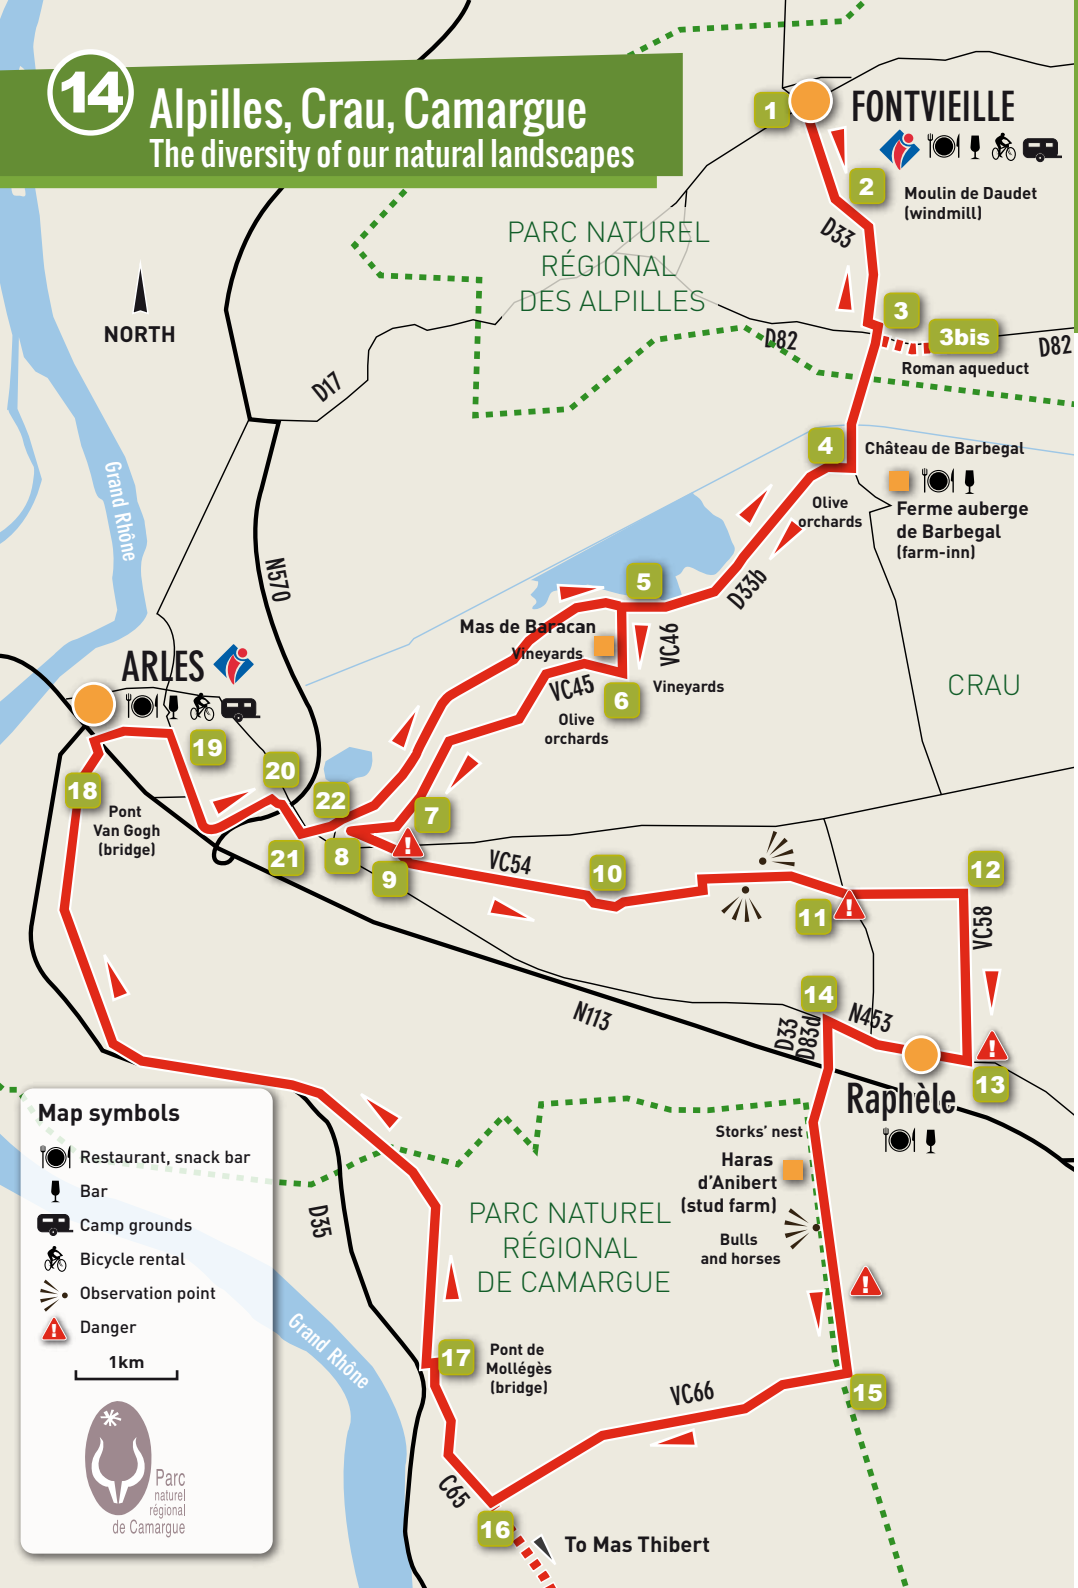 14
Alpilles, Crau, Camargue
The diversity of our natural landscapes
1
FONTVIEILLE
2
Moulin de Daudet
(windmill)
D33
PARC NATUREL
RÉGIONAL
DES ALPILLES
NORTH
3
3bis
D82
D82
Roman aqueduct
D17
4
Château de Barbegal
Ferme auberge
de Barbegal
(farm-inn)
Olive
orchards
Grand Rhône
N570
5
D33b
Mas de Baracan
Vineyards
VC46
VC45
6
Vineyards
Olive
orchards
CRAU
ARLES
19
20
18
Pont
Van Gogh
(bridge)
22
7
21
8
9
VC54
10
11
12
VC58
14
N453
D33
D83d
N113
13
Raphèle
Storks' nest
Haras
d'Anibert
(stud farm)
Bulls
and horses
PARC NATUREL
RÉGIONAL
DE CAMARGUE
D35
Grand Rhône
17
Pont de
Mollégès
(bridge)
VC66
15
C65
16
To Mas Thibert
Map symbols
Restaurant, snack bar
Bar
Camp grounds
Bicycle rental
Observation point
Danger
1km
Parc
naturel
régional
de Camargue